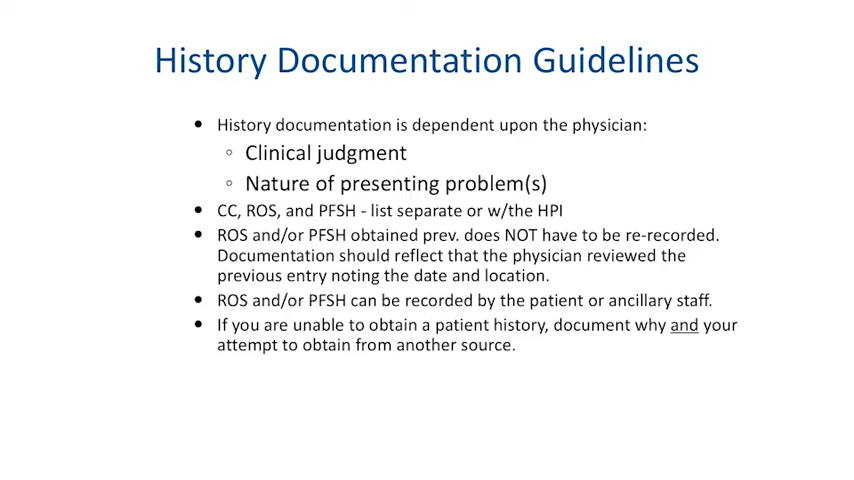 History Documentation Guidelines
• History documentation is dependent upon the physician:
◦ Clinical judgment
◦ Nature of presenting problem(s)
• CC, ROS, and PFSH - list separate or w/the HPI
• ROS and/or PFSH obtained prev. does NOT have to be re-recorded.
Documentation should reflect that the physician reviewed the
previous entry noting the date and location.
• ROS and/or PFSH can be recorded by the patient or ancillary staff.
• If you are unable to obtain a patient history, document why and your
attempt to obtain from another source.